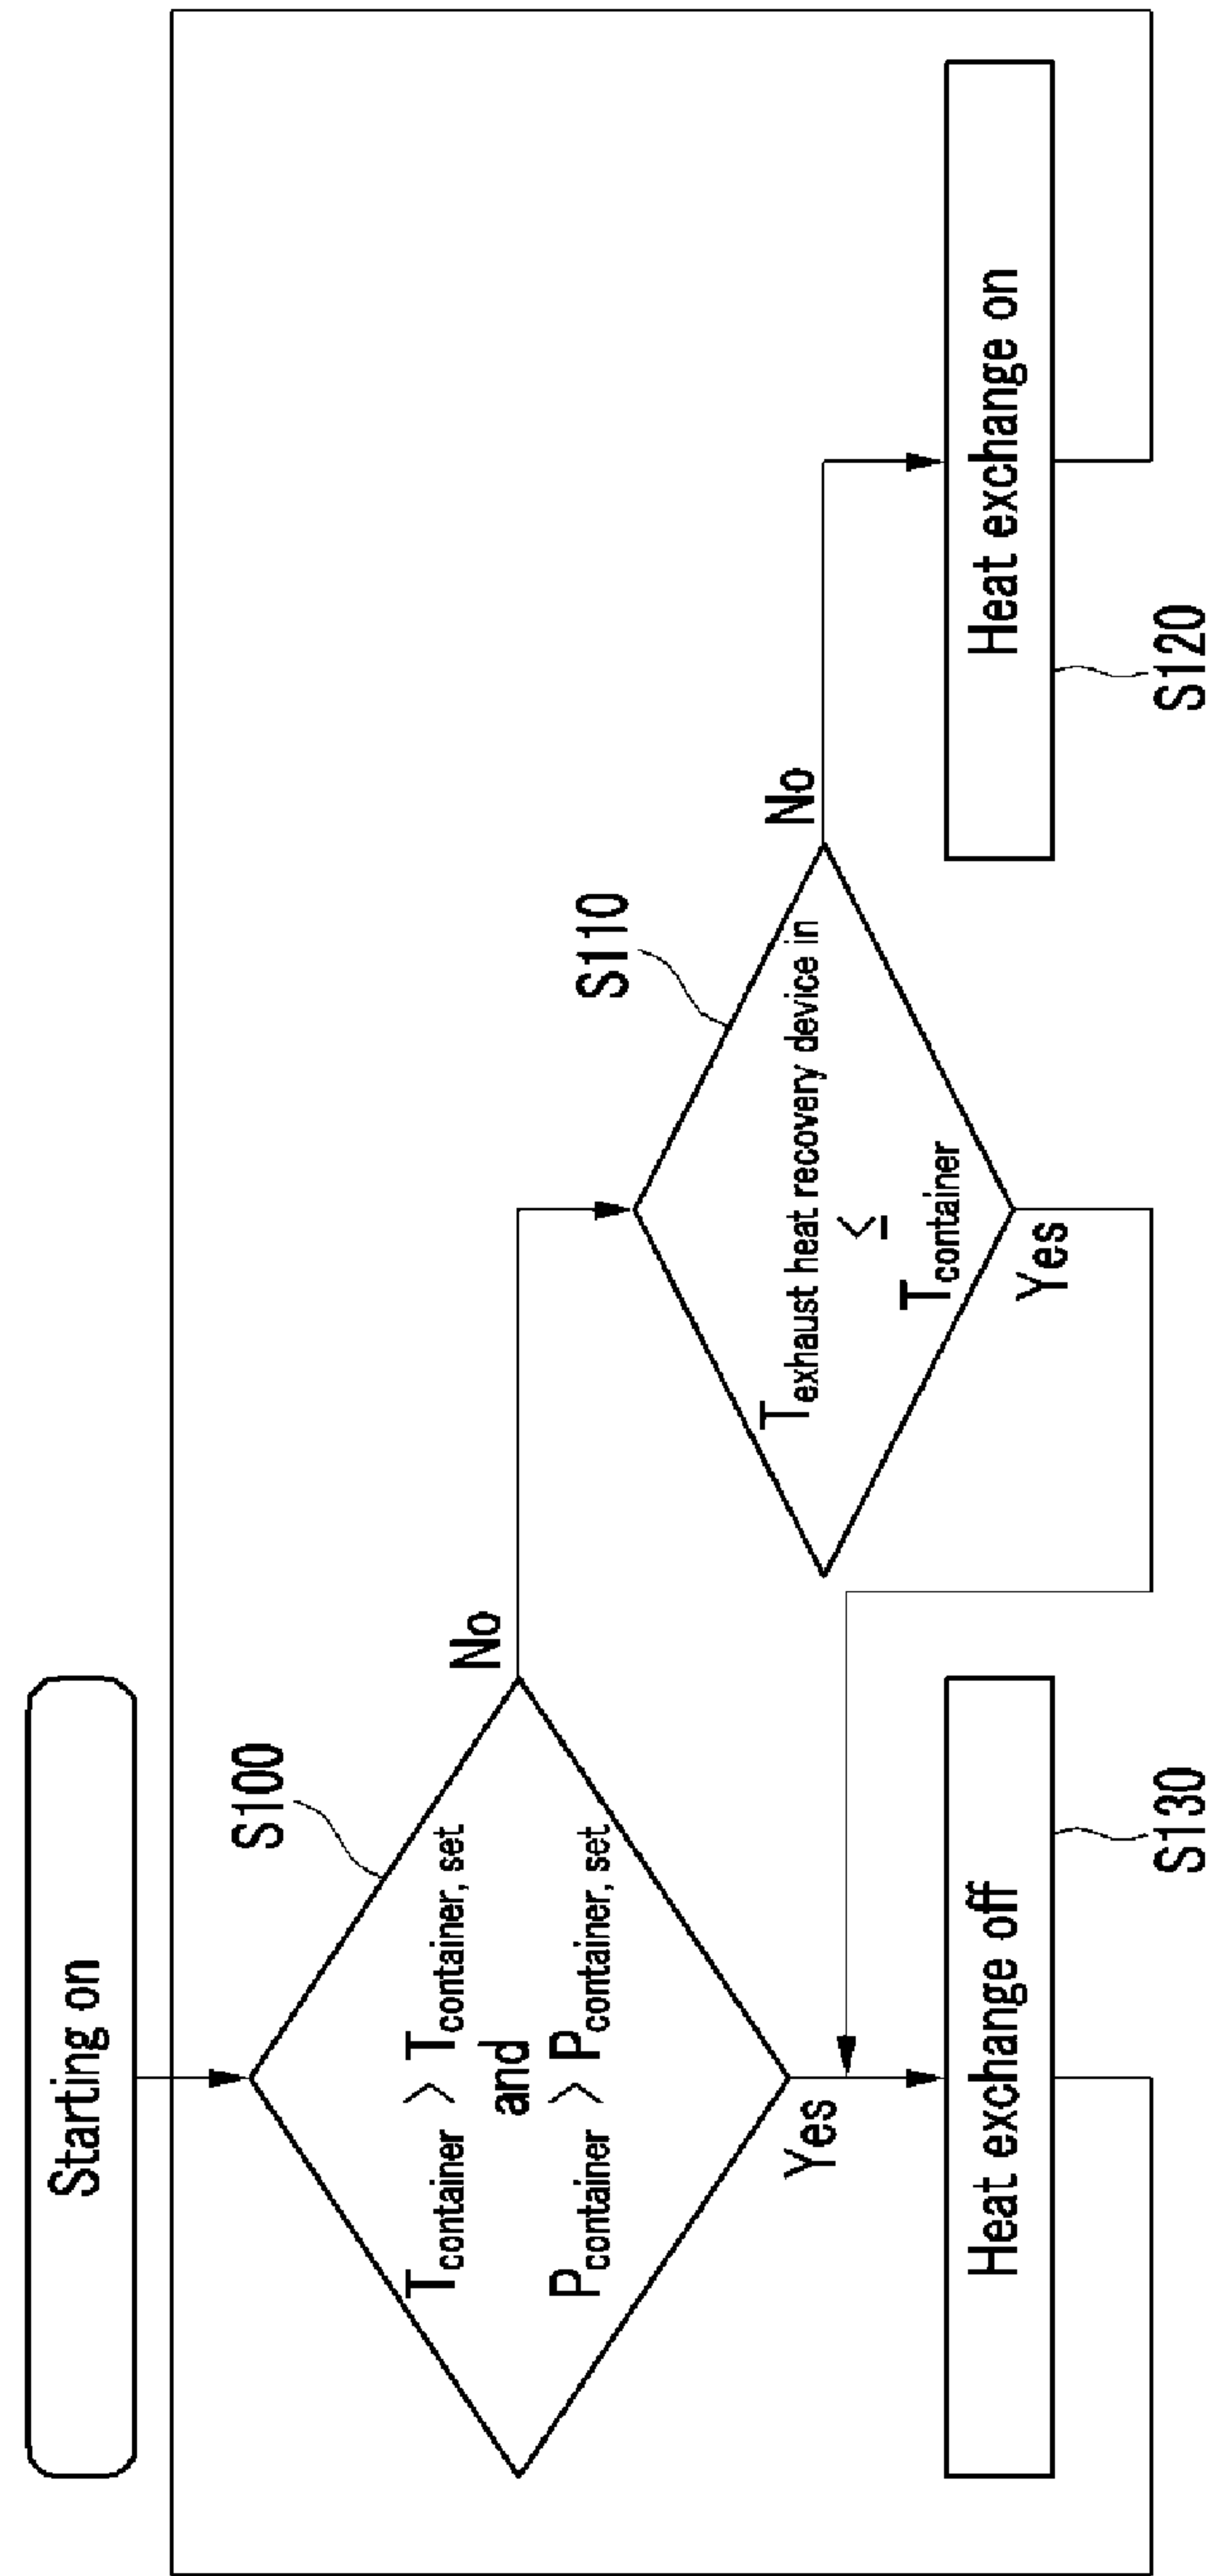 Starting on
S100
Tcontainer > Tcontainer, set
and
Pcontainer > Pcontainer, set
No
Yes
S110
Texhaust heat recovery device in
≤
Tcontainer
No
Yes
Heat exchange off
S130
Heat exchange on
S120